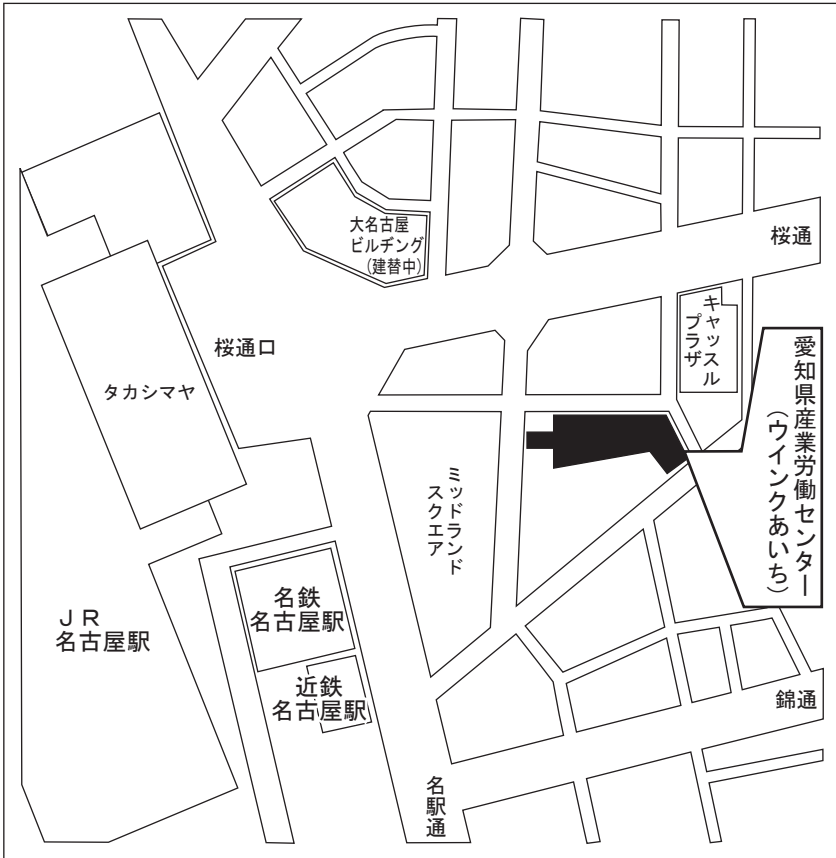 大名古屋
ビルヂング
(建替中)
桜通
キャッスル
プラザ
桜通口
タカシマヤ
愛知県産業労働センター
(ウインクあいち)
ミッドランド
スクエア
名鉄
名古屋駅
JR
名古屋駅
近鉄
名古屋駅
錦通
名駅通